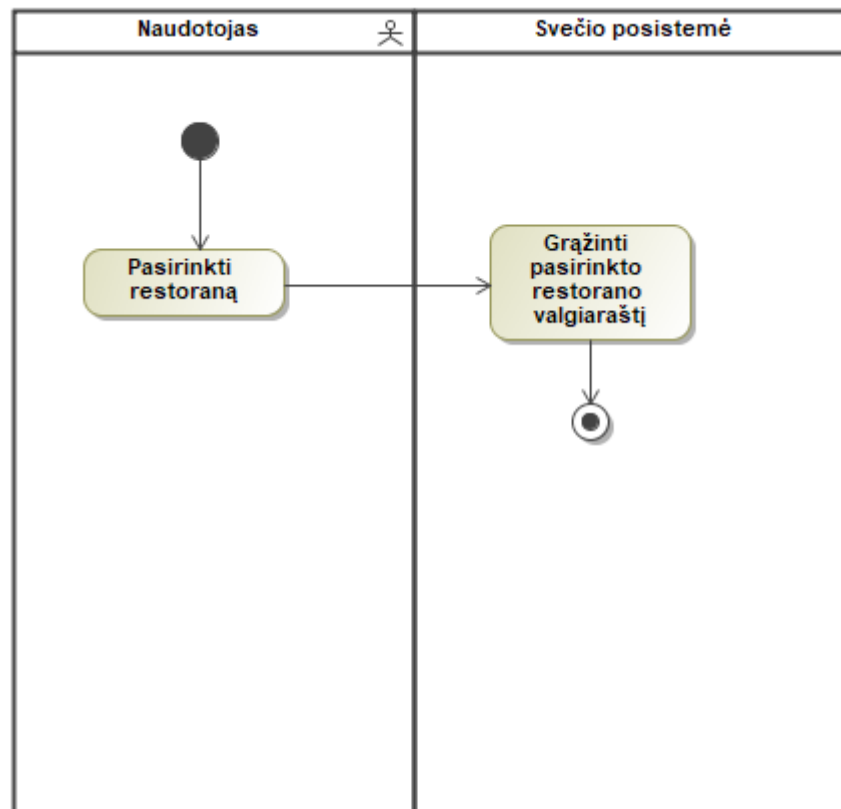 Naudotojas
Svečio posistemė
Pasirinkti
restoraną
Grąžinti
pasirinkto
restorano
valgiaraštį